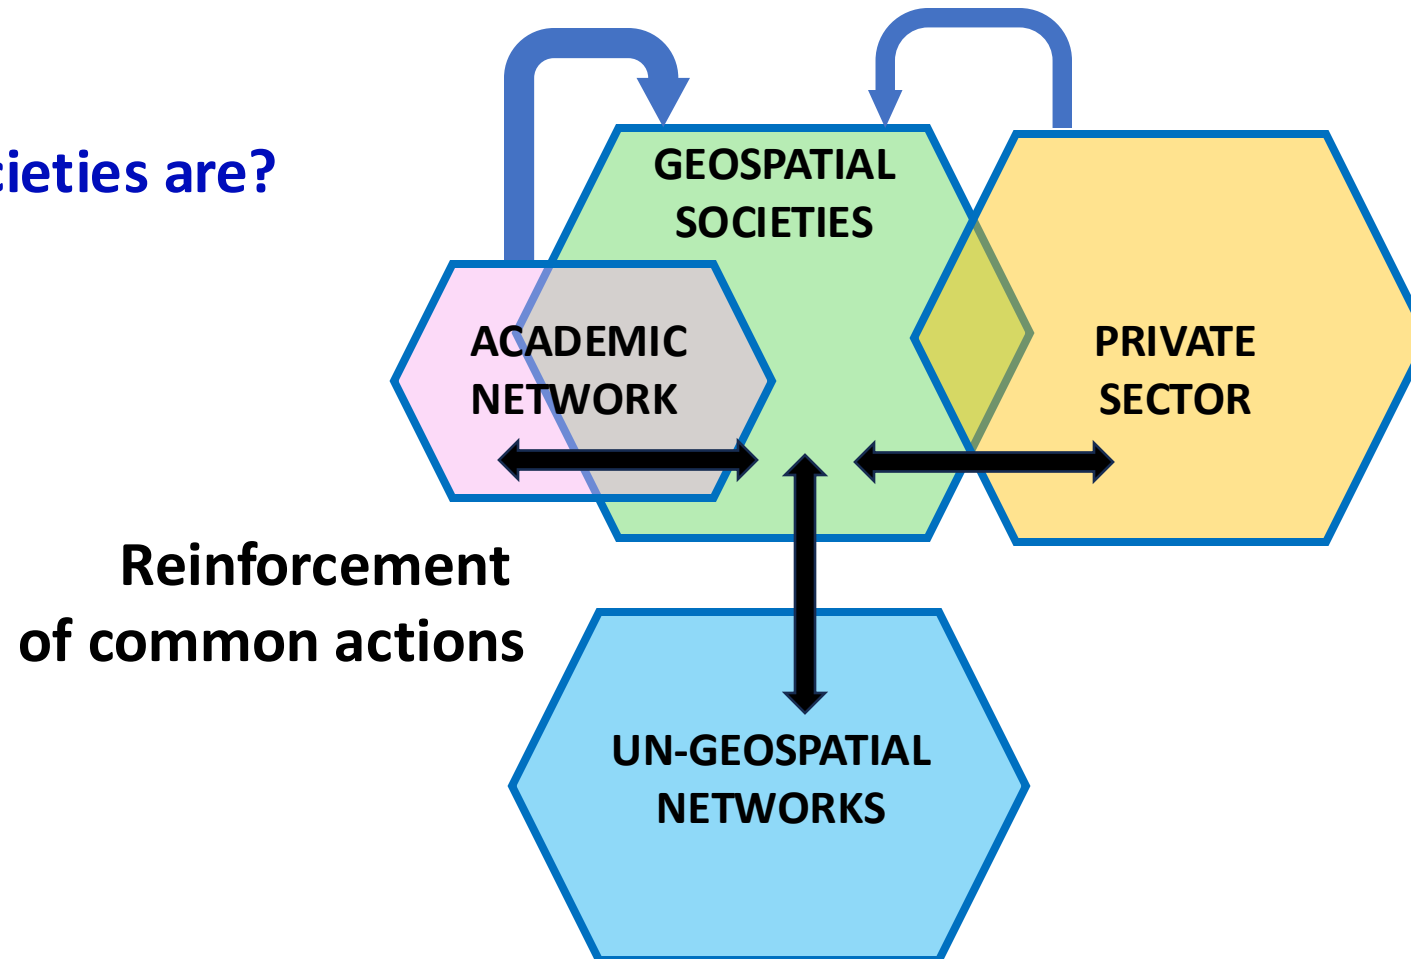 cieties are?
GEOSPATIAL
SOCIETIES
ACADEMIC
NETWORK
PRIVATE
SECTOR
Reinforcement
of common actions
UN-GEOSPATIAL
NETWORKS